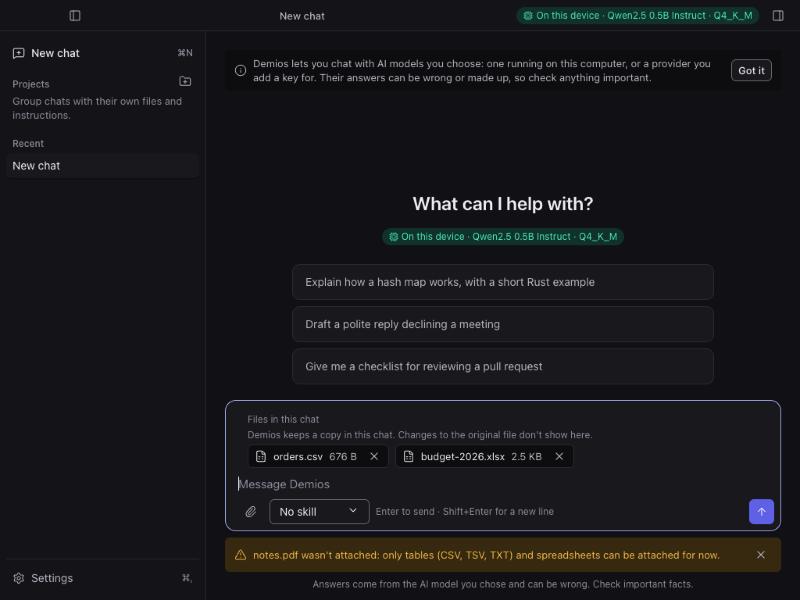 New chat
On this device · Qwen2.5 0.5B Instruct · Q4_K_M
New chat ⌘N
Projects
Group chats with their own files and
instructions.
Recent
New chat
Settings ⌘,
Demios lets you chat with AI models you choose: one running on this computer, or a provider you
add a key for. Their answers can be wrong or made up, so check anything important.
Got it
What can I help with?
On this device · Qwen2.5 0.5B Instruct · Q4_K_M
Explain how a hash map works, with a short Rust example
Draft a polite reply declining a meeting
Give me a checklist for reviewing a pull request
Files in this chat
Demios keeps a copy in this chat. Changes to the original file don't show here.
orders.csv 676 B
budget-2026.xlsx 2.5 KB
Message Demios
No skill
Enter to send · Shift+Enter for a new line
notes.pdf wasn't attached: only tables (CSV, TSV, TXT) and spreadsheets can be attached for now.
Answers come from the AI model you chose and can be wrong. Check important facts.